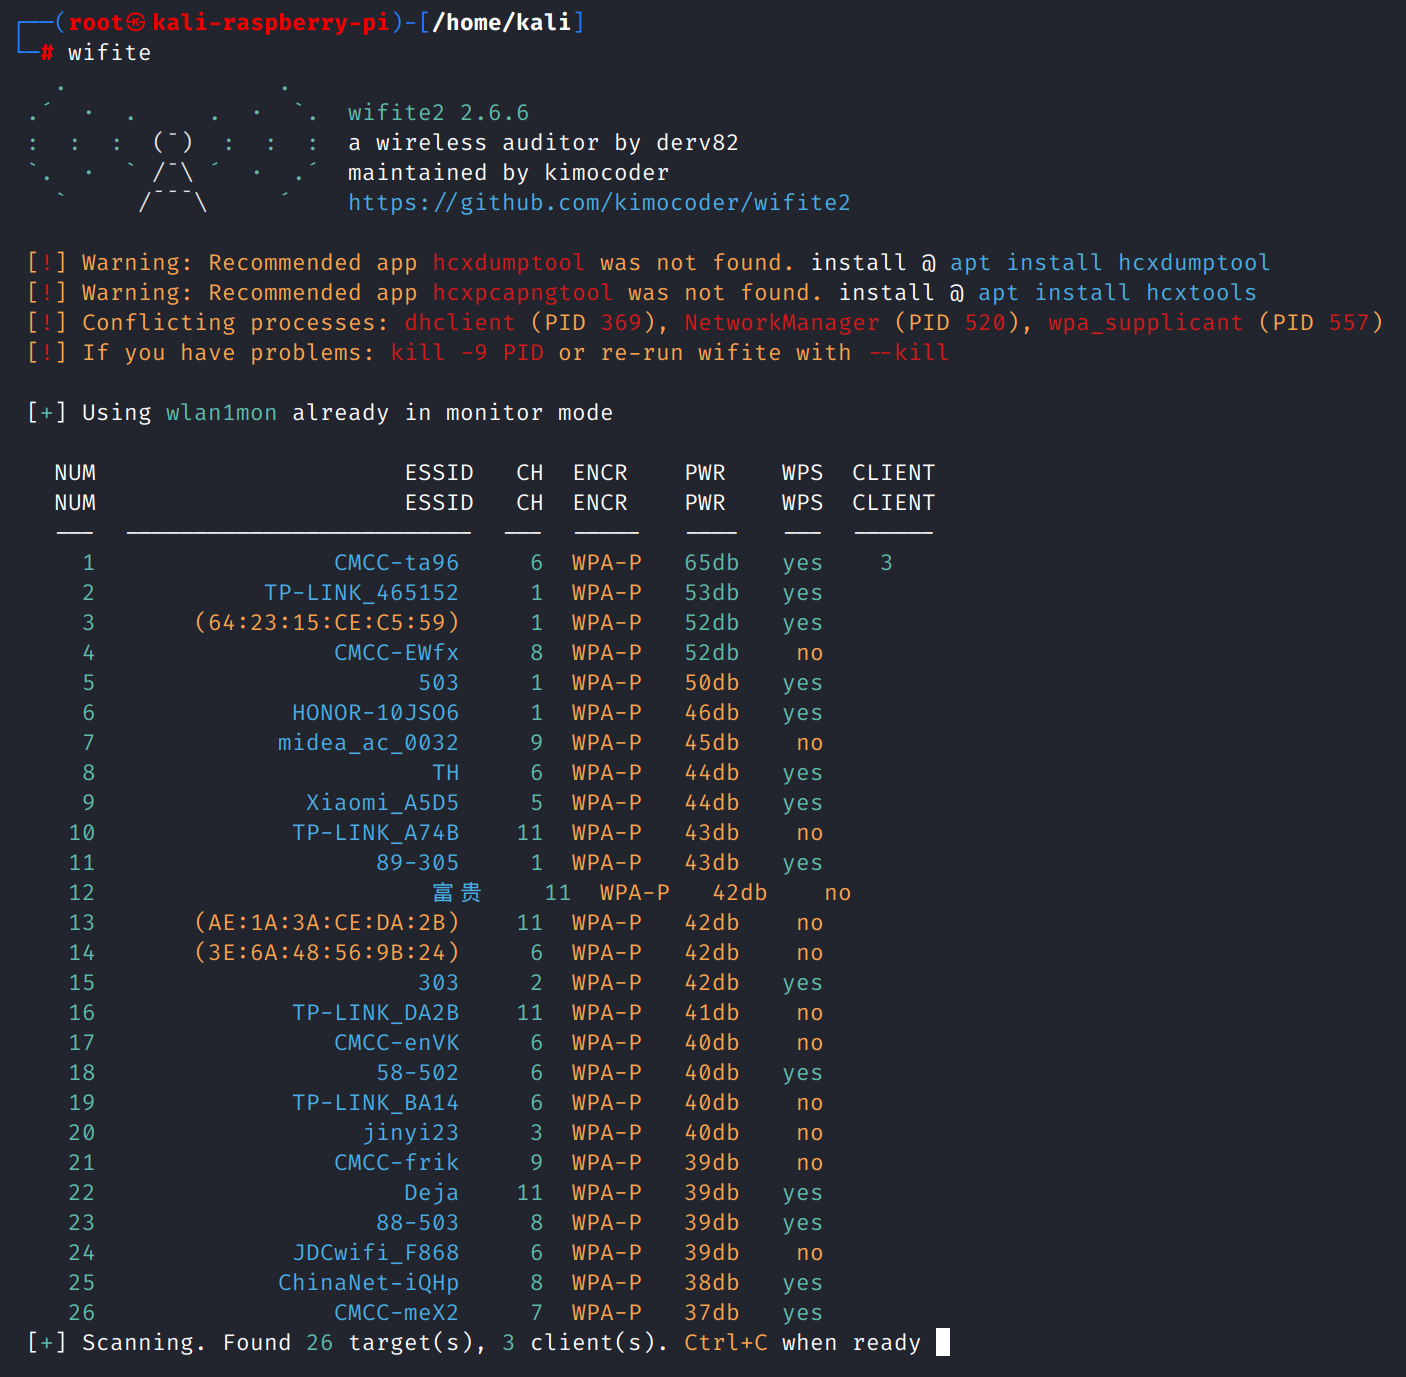 ┌──(root㉿kali-raspberry-pi)-[/home/kali]
└─# wifite
   .               .
 .´  ·  .     .  ·  `.  wifite2 2.6.6
 :  :  :  (¯)  :  :  :  a wireless auditor by derv82
 `.  ·  ` /¯\ ´  ·  .´  maintained by kimocoder
   `     /¯¯¯\     ´    https://github.com/kimocoder/wifite2
[!] Warning: Recommended app hcxdumptool was not found. install @ apt install hcxdumptool
[!] Warning: Recommended app hcxpcapngtool was not found. install @ apt install hcxtools
[!] Conflicting processes: dhclient (PID 369), NetworkManager (PID 520), wpa_supplicant (PID 557)
[!] If you have problems: kill -9 PID or re-run wifite with --kill
[+] Using wlan1mon already in monitor mode
NUM ESSID CH ENCR PWR WPS CLIENT
NUM ESSID CH ENCR PWR WPS CLIENT
1 CMCC-ta96 6 WPA-P 65db yes 3
2 TP-LINK_465152 1 WPA-P 53db yes
3 (64:23:15:CE:C5:59) 1 WPA-P 52db yes
4 CMCC-EWfx 8 WPA-P 52db no
5 503 1 WPA-P 50db yes
6 HONOR-10JSO6 1 WPA-P 46db yes
7 midea_ac_0032 9 WPA-P 45db no
8 TH 6 WPA-P 44db yes
9 Xiaomi_A5D5 5 WPA-P 44db yes
10 TP-LINK_A74B 11 WPA-P 43db no
11 89-305 1 WPA-P 43db yes
12 富贵 11 WPA-P 42db no
13 (AE:1A:3A:CE:DA:2B) 11 WPA-P 42db no
14 (3E:6A:48:56:9B:24) 6 WPA-P 42db no
15 303 2 WPA-P 42db yes
16 TP-LINK_DA2B 11 WPA-P 41db no
17 CMCC-enVK 6 WPA-P 40db no
18 58-502 6 WPA-P 40db yes
19 TP-LINK_BA14 6 WPA-P 40db no
20 jinyi23 3 WPA-P 40db no
21 CMCC-frik 9 WPA-P 39db no
22 Deja 11 WPA-P 39db yes
23 88-503 8 WPA-P 39db yes
24 JDCwifi_F868 6 WPA-P 39db no
25 ChinaNet-iQHp 8 WPA-P 38db yes
26 CMCC-meX2 7 WPA-P 37db yes
[+] Scanning. Found 26 target(s), 3 client(s). Ctrl+C when ready